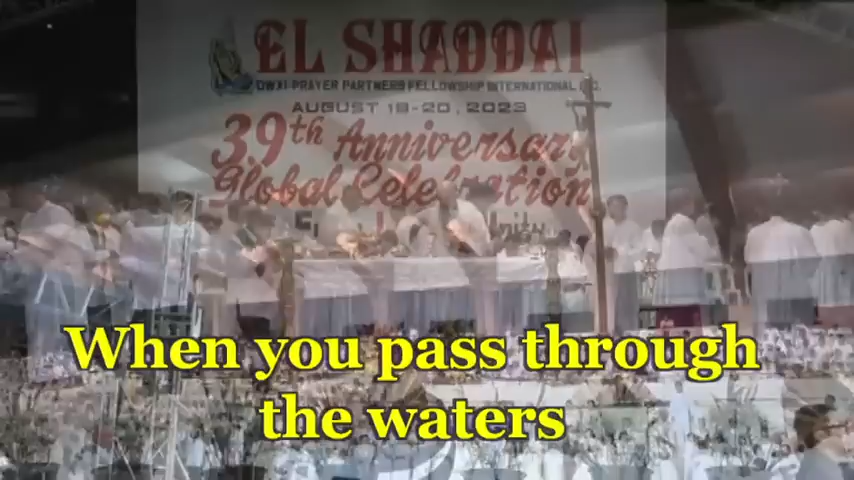 EL SHADDAI
DWXI-PRAYER PARTNERS FELLOWSHIP INTERNATIONAL, INC.
AUGUST 18-20, 2023
39th Anniversary
Global Celebration
When you pass through
the waters